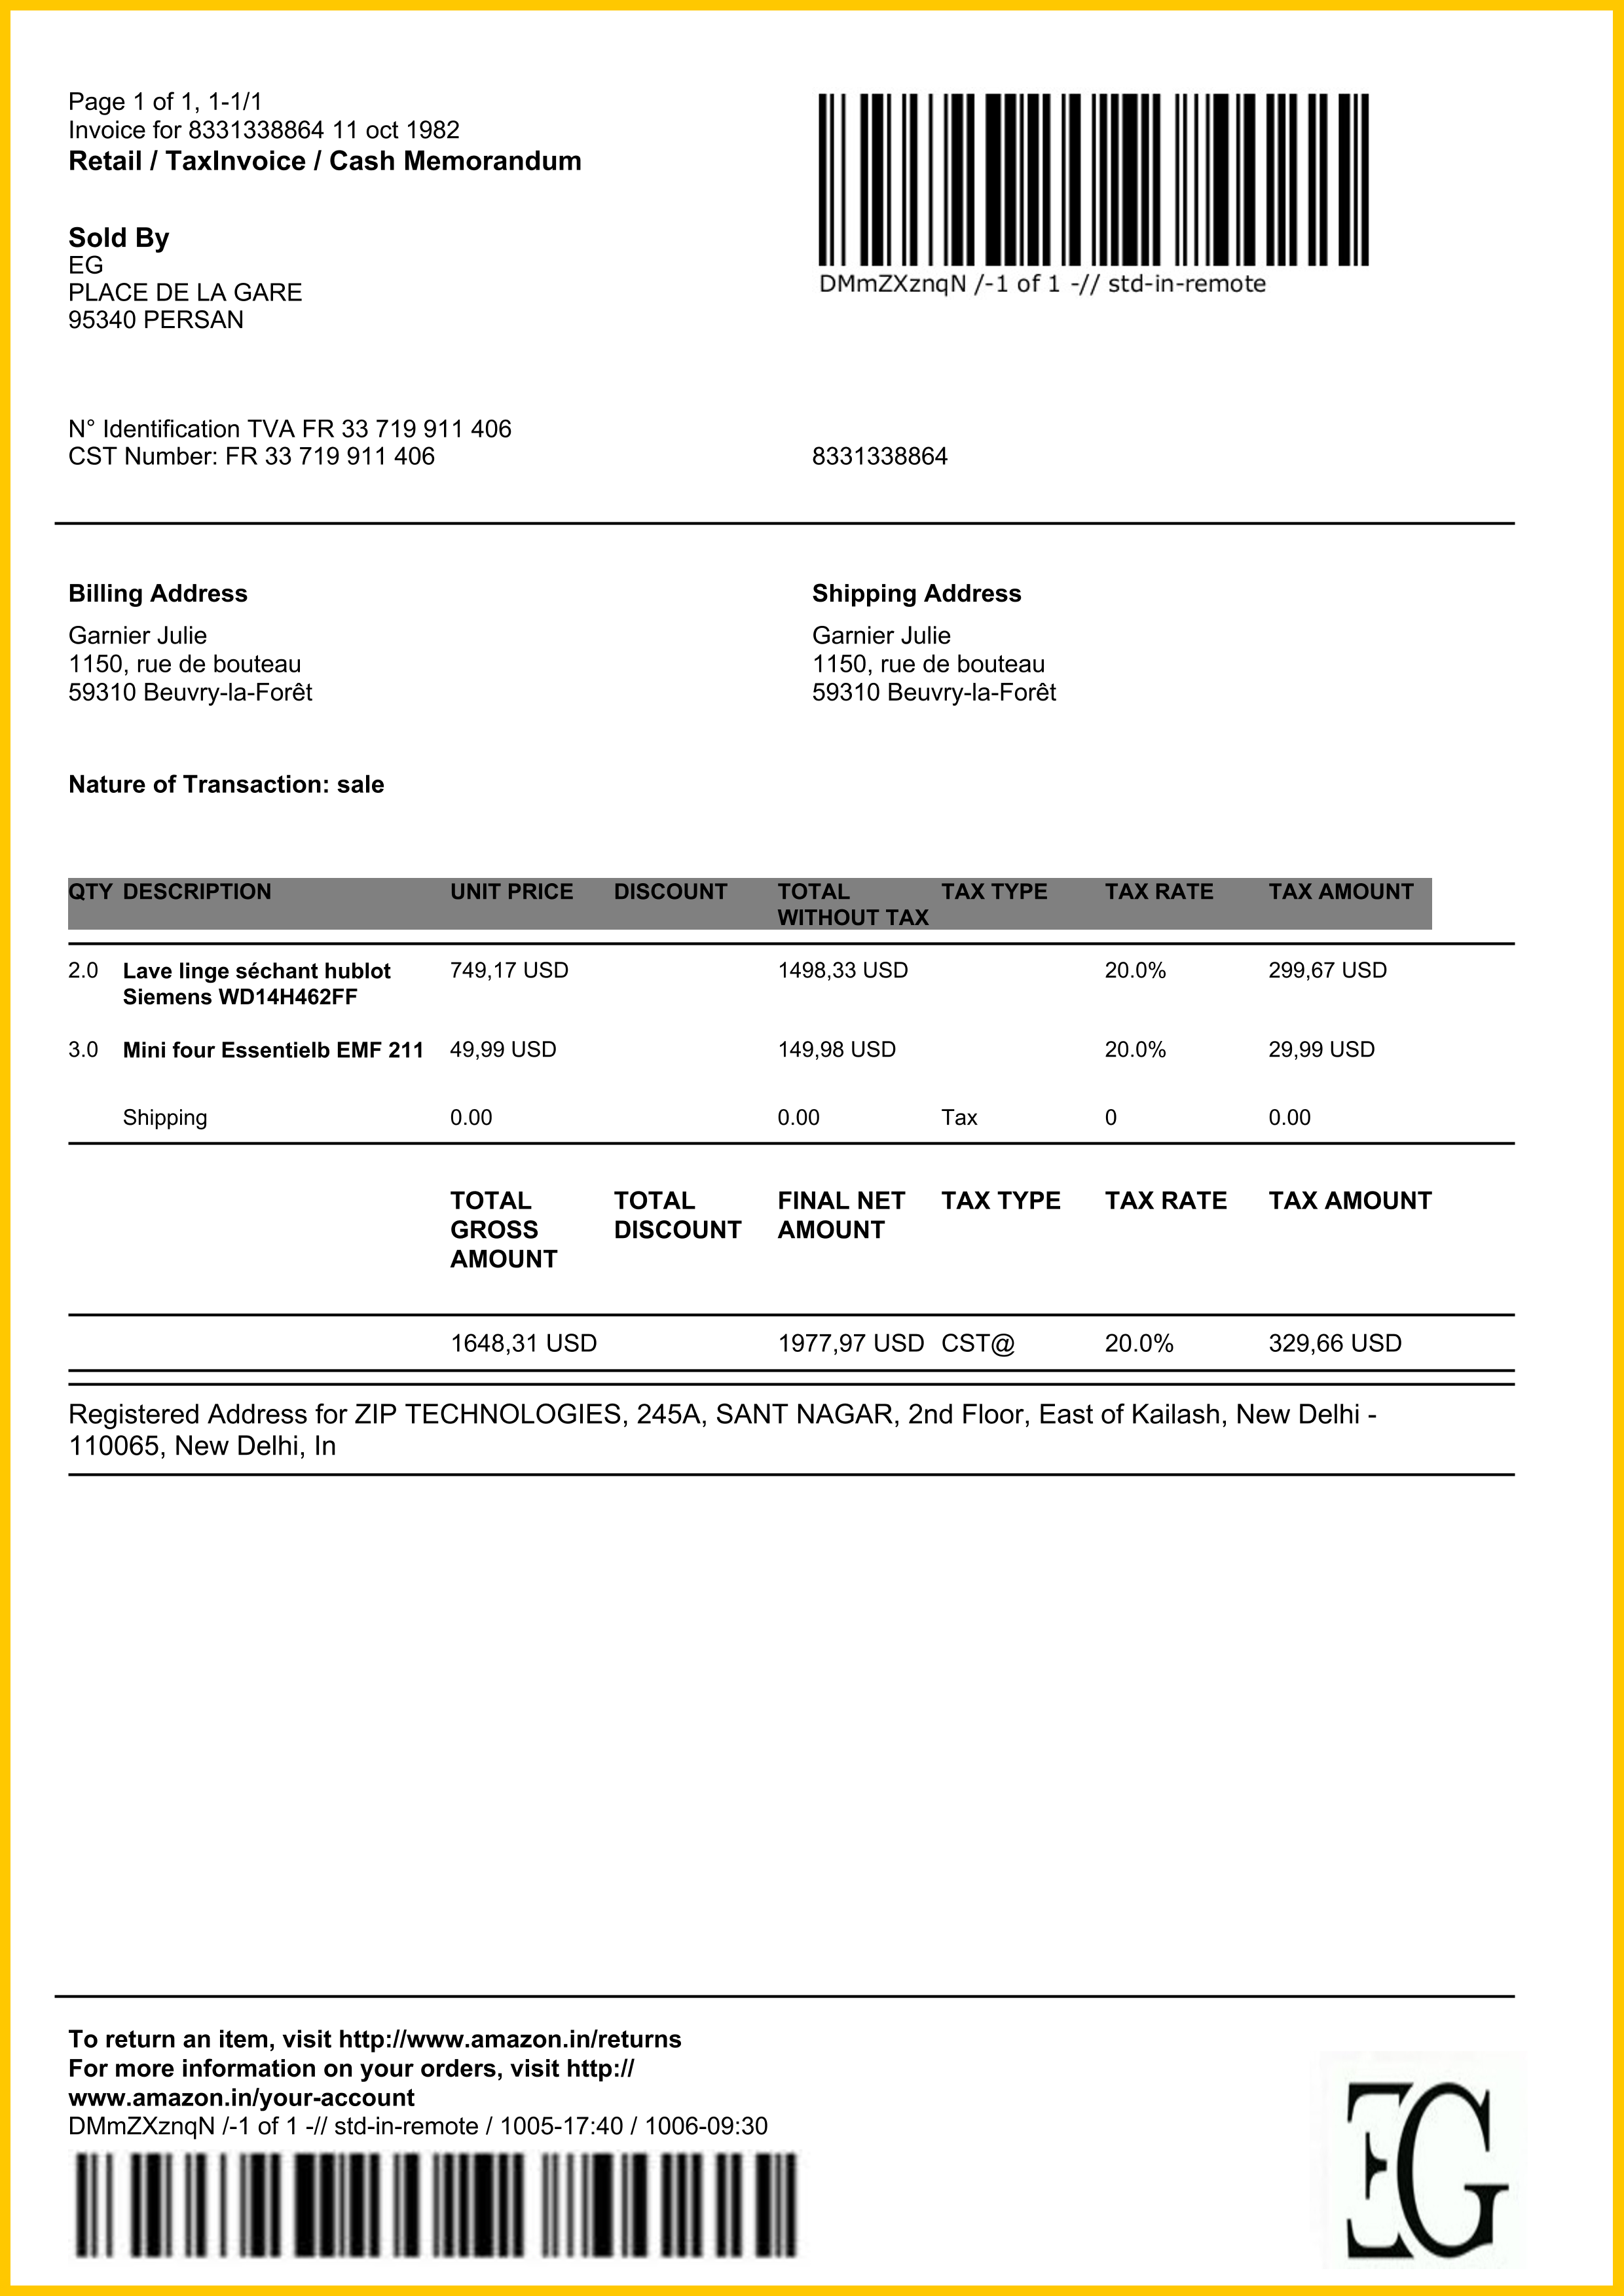 Page 1 of 1, 1-1/1
Invoice for 8331338864 11 oct 1982
Retail / TaxInvoice / Cash Memorandum
DMmZXznqN /-1 of 1 -// std-in-remote
Sold By
EG
PLACE DE LA GARE
95340 PERSAN
N° Identification TVA FR 33 719 911 406
CST Number: FR 33 719 911 406 8331338864
Billing Address
Garnier Julie
1150, rue de bouteau
59310 Beuvry-la-Forêt
Shipping Address
Garnier Julie
1150, rue de bouteau
59310 Beuvry-la-Forêt
Nature of Transaction: sale
QTY DESCRIPTION UNIT PRICE DISCOUNT TOTAL TAX TYPE TAX RATE TAX AMOUNT
WITHOUT TAX
2.0 Lave linge séchant hublot 749,17 USD 1498,33 USD 20.0% 299,67 USD
Siemens WD14H462FF
3.0 Mini four Essentielb EMF 211 49,99 USD 149,98 USD 20.0% 29,99 USD
Shipping 0.00 0.00 Tax 0 0.00
TOTAL TOTAL FINAL NET TAX TYPE TAX RATE TAX AMOUNT
GROSS DISCOUNT AMOUNT
AMOUNT
1648,31 USD 1977,97 USD CST@ 20.0% 329,66 USD
Registered Address for ZIP TECHNOLOGIES, 245A, SANT NAGAR, 2nd Floor, East of Kailash, New Delhi -
110065, New Delhi, In
To return an item, visit http://www.amazon.in/returns
For more information on your orders, visit http://
www.amazon.in/your-account
DMmZXznqN /-1 of 1 -// std-in-remote / 1005-17:40 / 1006-09:30
EG